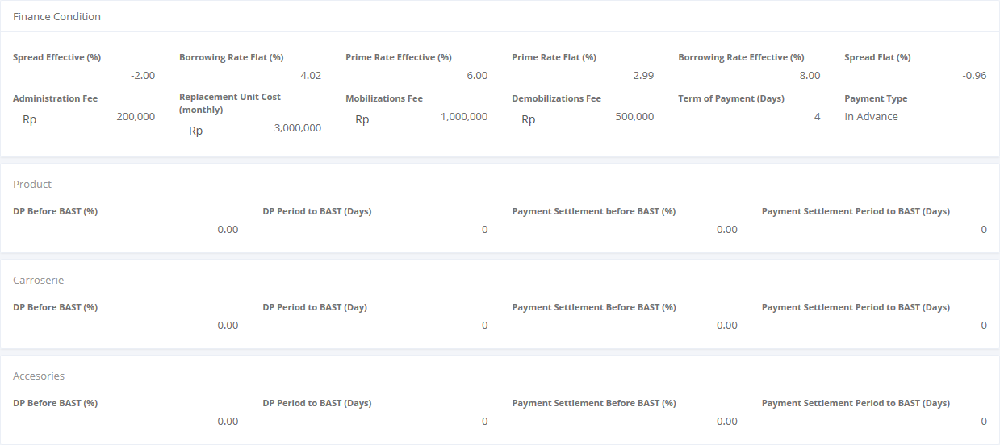 Finance Condition
Spread Effective (%) Borrowing Rate Flat (%) Prime Rate Effective (%) Prime Rate Flat (%) Borrowing Rate Effective (%) Spread Flat (%)
-2.00 4.02 6.00 2.99 8.00 -0.96
Administration Fee Replacement Unit Cost (monthly) Mobilizations Fee Demobilizations Fee Term of Payment (Days) Payment Type
Rp 200,000 Rp 3,000,000 Rp 1,000,000 Rp 500,000 4 In Advance
Product
DP Before BAST (%) DP Period to BAST (Days) Payment Settlement before BAST (%) Payment Settlement Period to BAST (Days)
0.00 0 0.00 0
Carroserie
DP Before BAST (%) DP Period to BAST (Day) Payment Settlement Before BAST (%) Payment Settlement Period to BAST (Days)
0.00 0 0.00 0
Accesories
DP Before BAST (%) DP Period to BAST (Days) Payment Settlement Before BAST (%) Payment Settlement Period to BAST (Days)
0.00 0 0.00 0